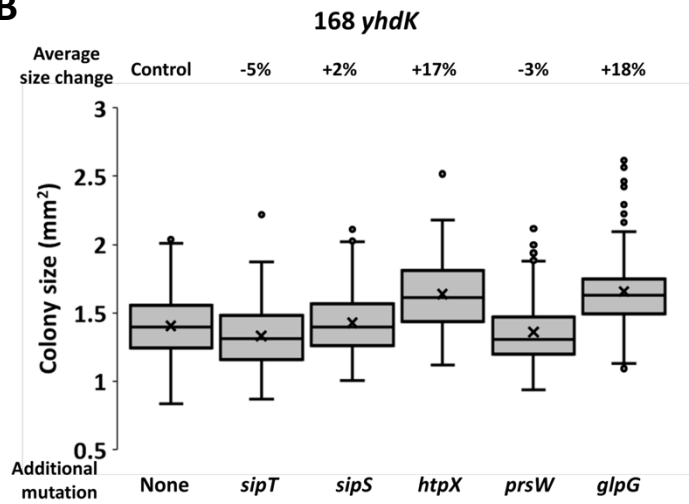 B
168 yhdK
Average
size change
Control -5% +2% +17% -3% +18%
3
2.5
2
1.5
1
0.5
Colony size (mm²)
Additional
mutation
None sipT sipS htpX prsW glpG